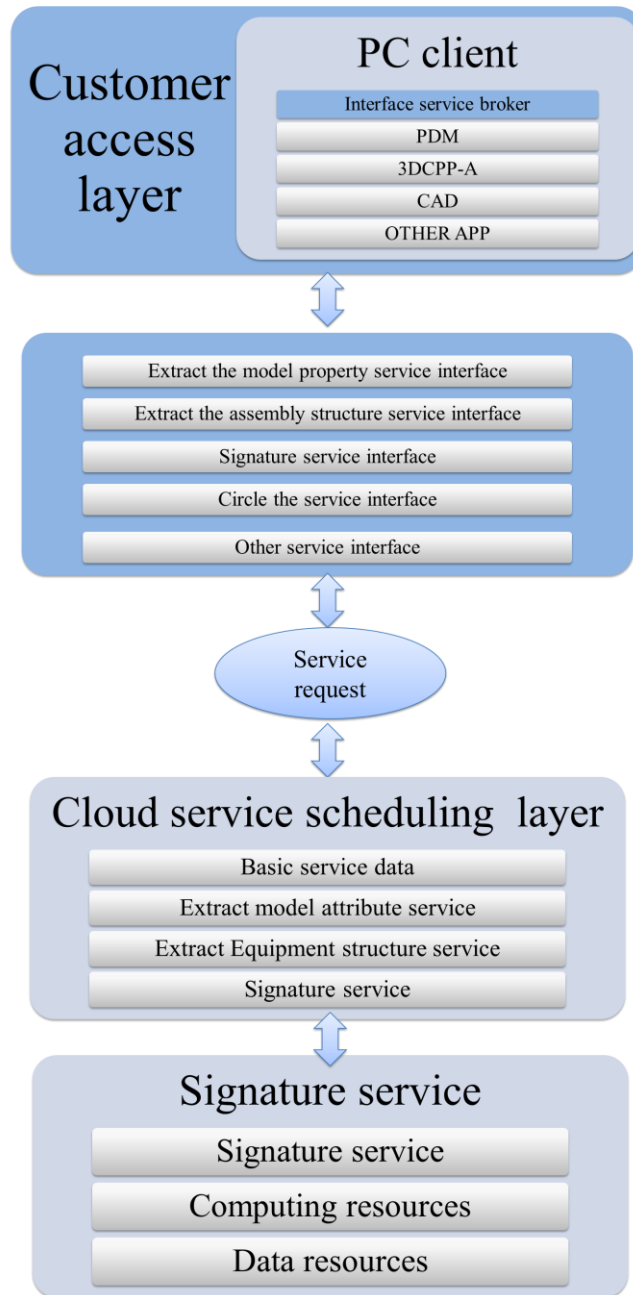 Customer
access
layer
PC client
Interface service broker
PDM
3DCPP-A
CAD
OTHER APP
Extract the model property service interface
Extract the assembly structure service interface
Signature service interface
Circle the service interface
Other service interface
Service
request
Cloud service scheduling layer
Basic service data
Extract model attribute service
Extract Equipment structure service
Signature service
Signature service
Signature service
Computing resources
Data resources